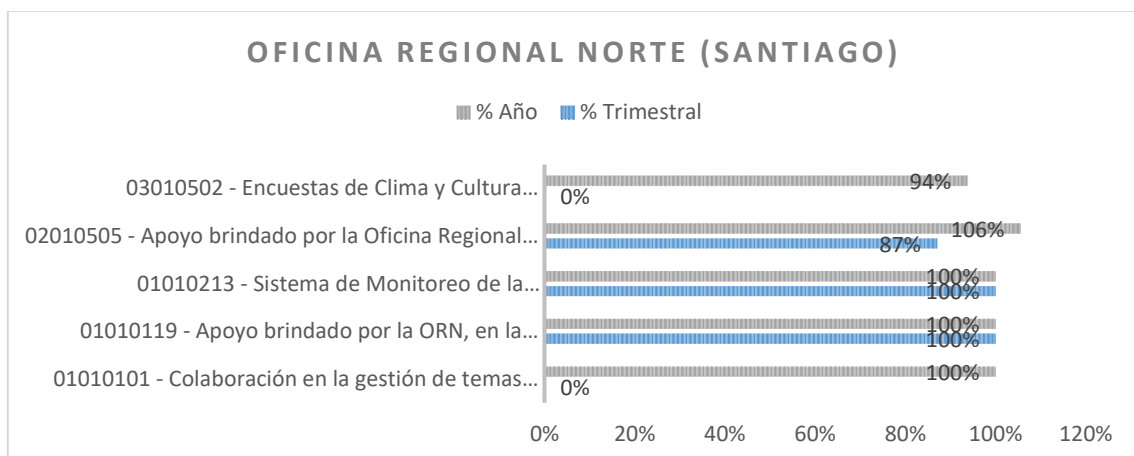 OFICINA REGIONAL NORTE (SANTIAGO)
% Año % Trimestral
03010502 - Encuestas de Clima y Cultura...
94%
0%
02010505 - Apoyo brindado por la Oficina Regional...
106%
87%
01010213 - Sistema de Monitoreo de la...
100%
100%
01010119 - Apoyo brindado por la ORN, en la...
100%
100%
01010101 - Colaboración en la gestión de temas...
100%
0%
0% 20% 40% 60% 80% 100% 120%